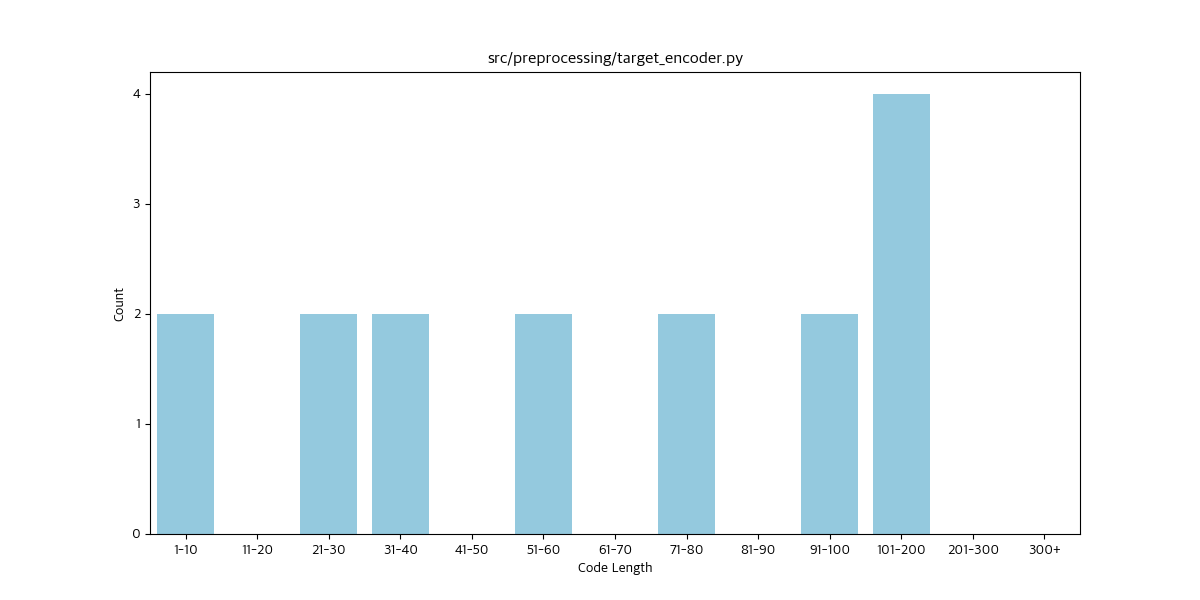 src/preprocessing/target_encoder.py
4
3
2
1
0
Count
1-10 11-20 21-30 31-40 41-50 51-60 61-70 71-80 81-90 91-100 101-200 201-300 300+
Code Length